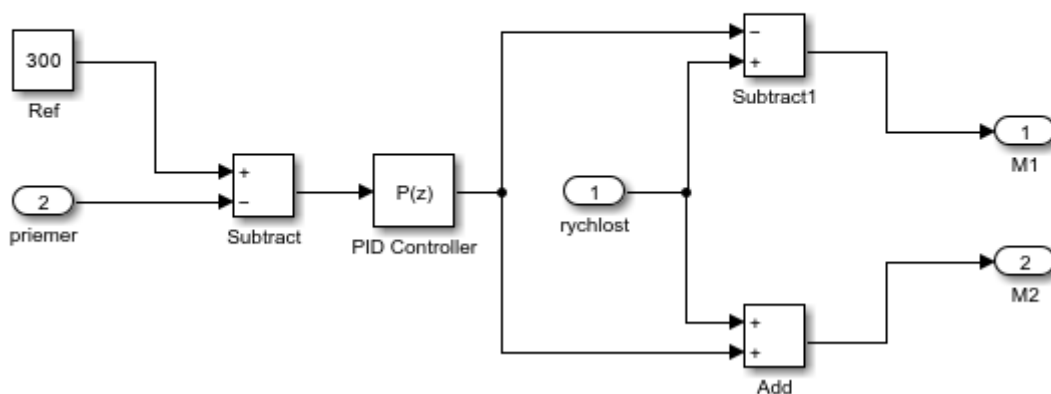 300
Ref
2
priemer
+
−
Subtract
P(z)
PID Controller
1
rychlost
−
+
Subtract1
+
+
Add
1
M1
2
M2